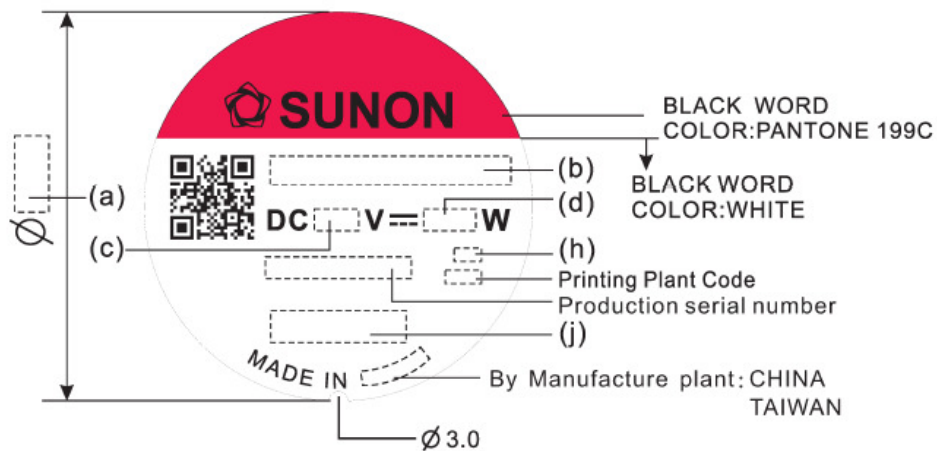 SUNON
BLACK WORD
COLOR:PANTONE 199C
BLACK WORD
COLOR:WHITE
(a)
Ø
(b)
(d)
DC V⎓ W
(c)
(h)
Printing Plant Code
Production serial number
(j)
MADE IN
By Manufacture plant: CHINA
TAIWAN
Ø 3.0